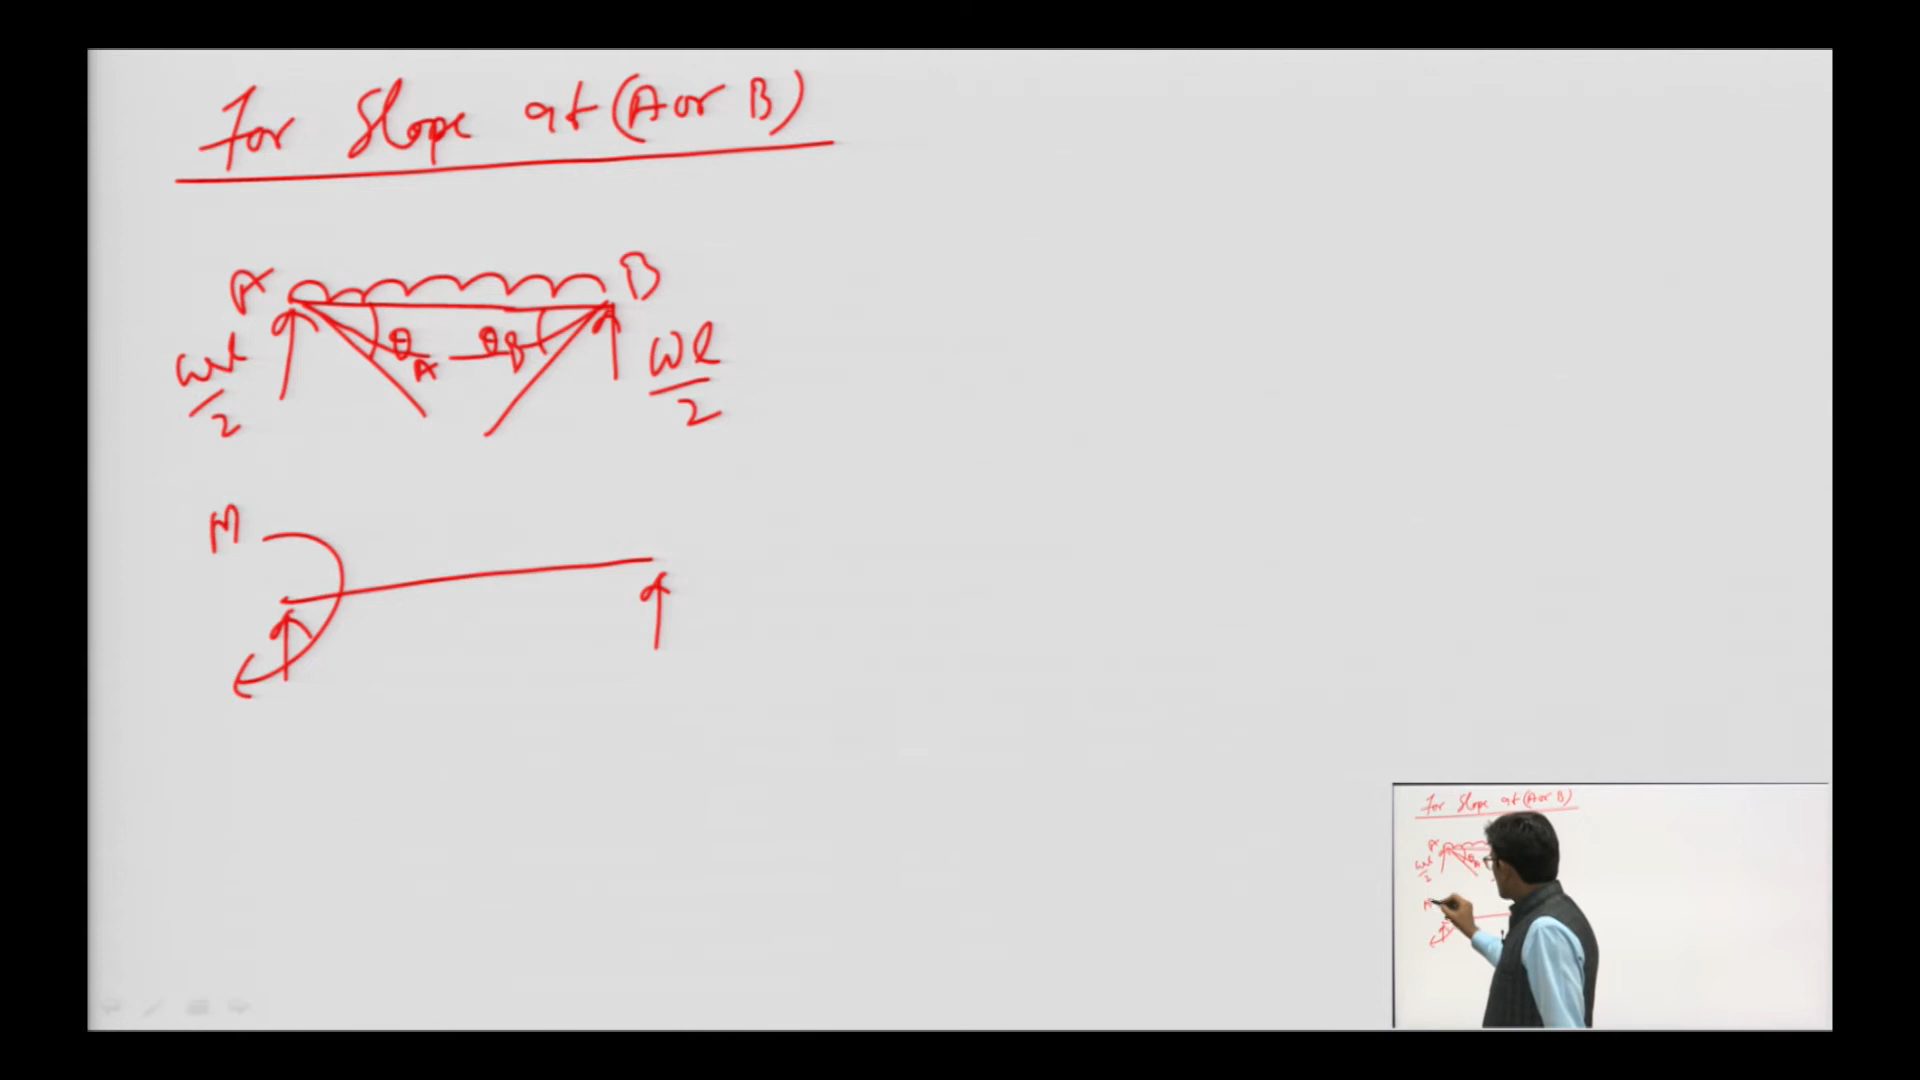 For Slope at (A or B)
A B
θA θB
wl/2 wl/2
M